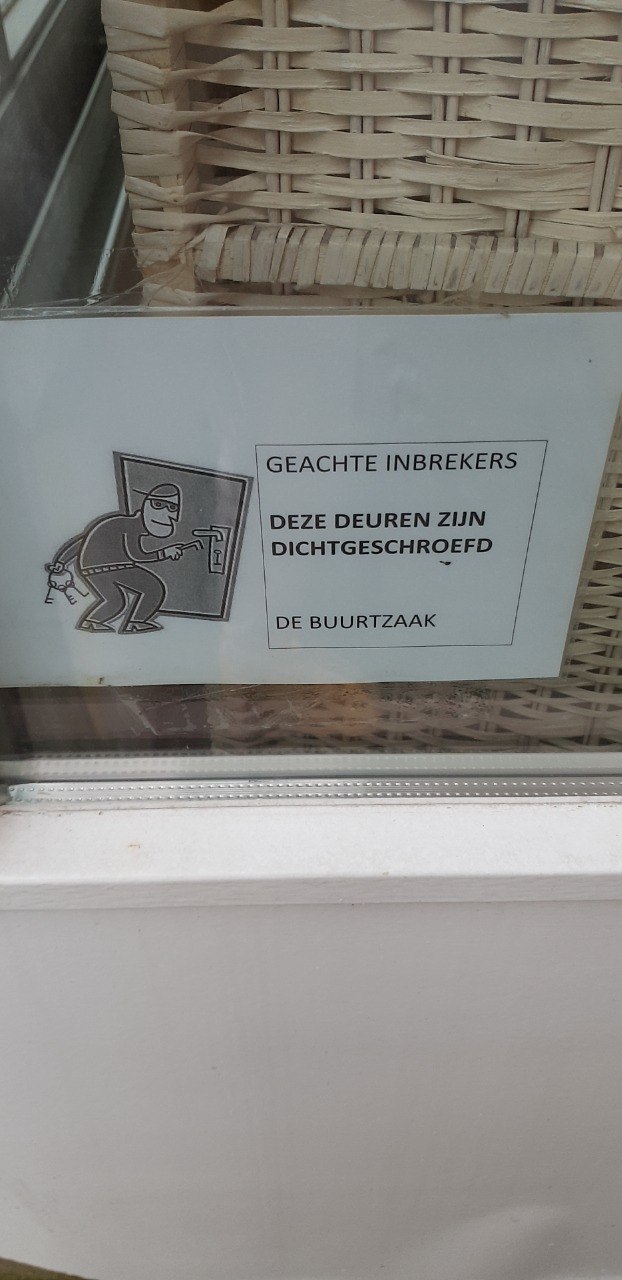 GEACHTE INBREKERS
DEZE DEUREN ZIJN
DICHTGESCHROEFD
DE BUURTZAAK